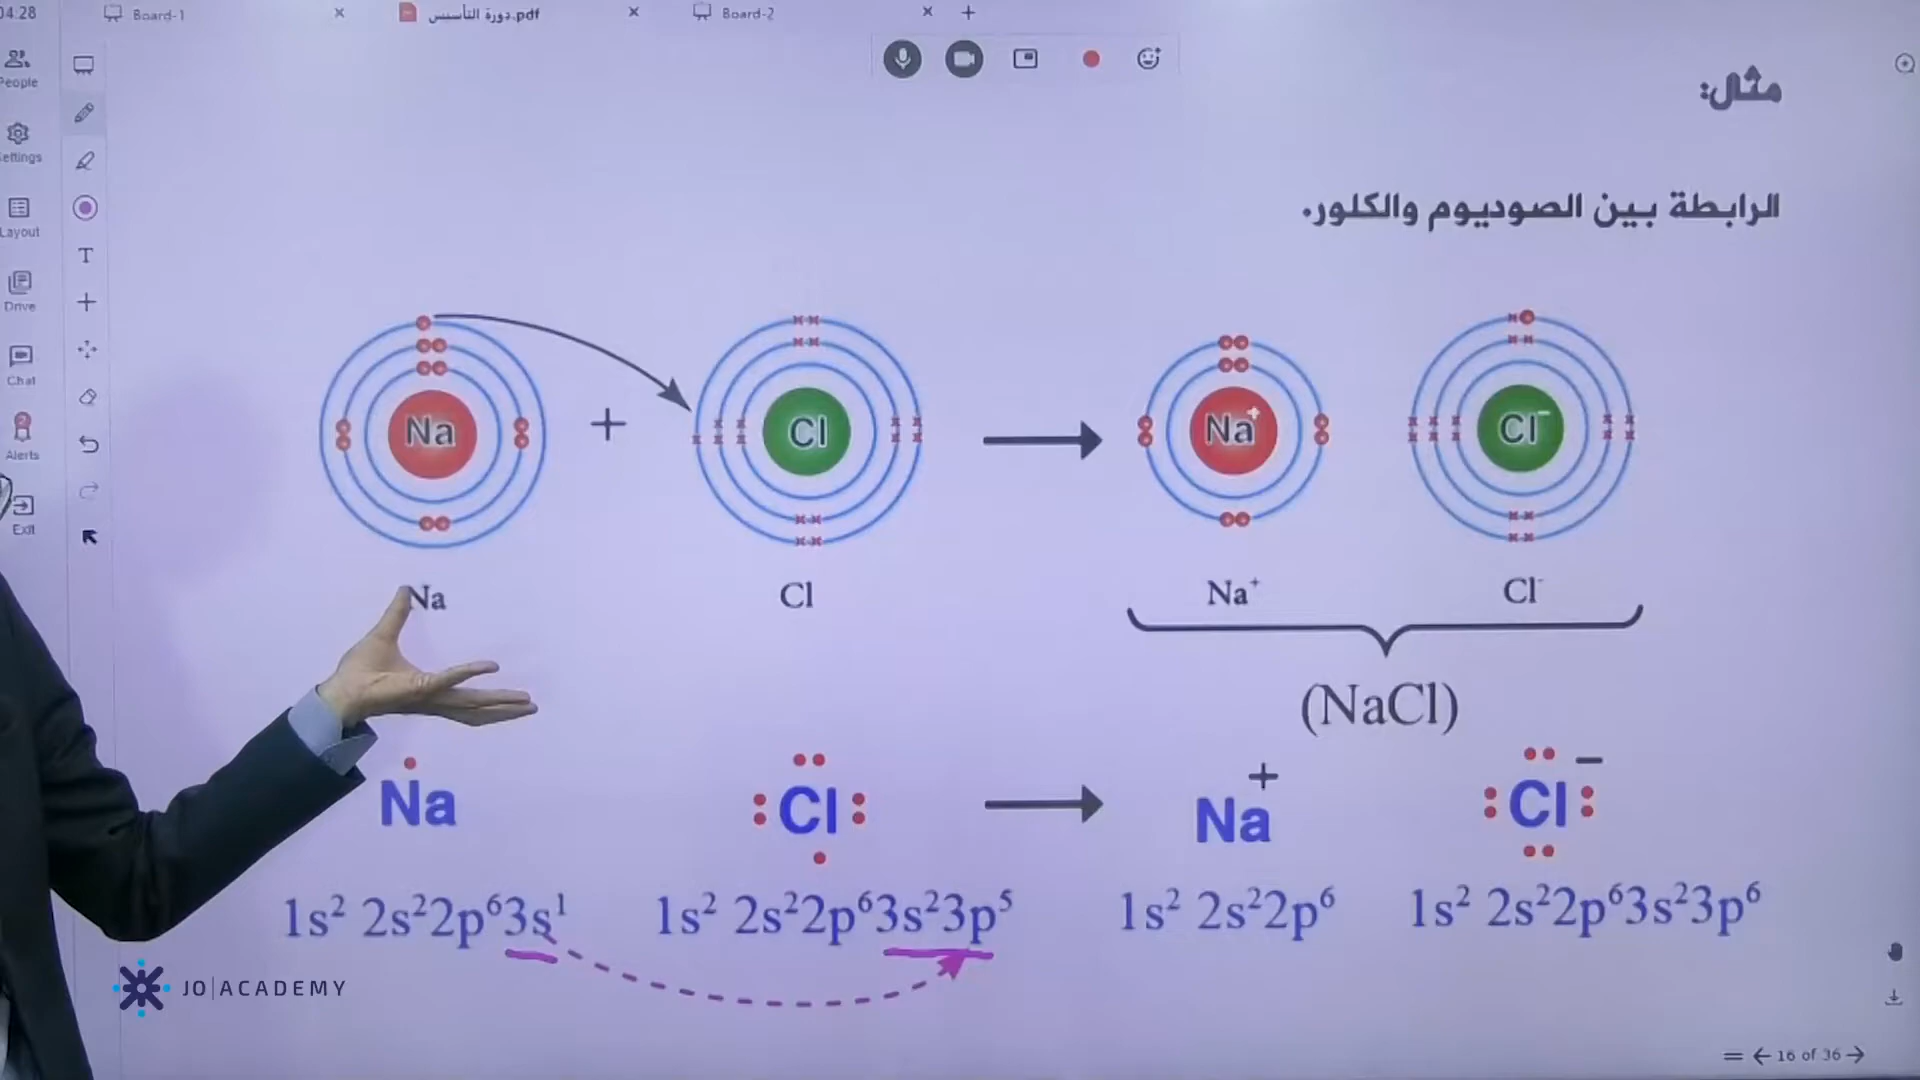 04:28
Board-1
دورة التأسيس.pdf
Board-2
People
Settings
Layout
Drive
Chat
Alerts
Exit
T
مثال:
الرابطة بين الصوديوم والكلور.
Na + Cl → Na⁺ Cl⁻
Na Cl Na⁺ Cl⁻
(NaCl)
Na Cl → Na⁺ Cl⁻
1s² 2s²2p⁶3s¹ 1s² 2s²2p⁶3s²3p⁵ 1s² 2s²2p⁶ 1s² 2s²2p⁶3s²3p⁶
JO|ACADEMY
16 of 36